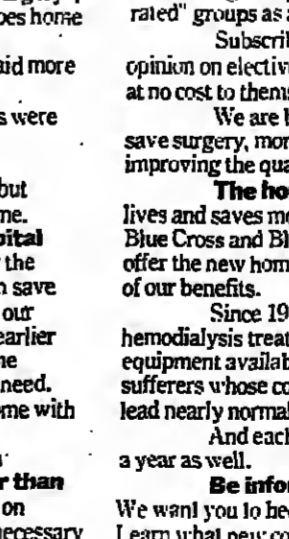 oes home
aid more
s were
but
me.
pital
the
n save
our
earlier
ne
need.
me with
r than
on
necessary
rated" groups as a
Subscrib
opinion on electiv
at no cost to thems
We are h
save surgery, mor
improving the qua
The ho
lives and saves mo
Blue Cross and Bl
offer the new hom
of our benefits.
Since 19
hemodialysis treat
equipment availab
sufferers whose co
lead nearly normal
And each
a year as well.
Be infor
We want you to bec
Learn what new co